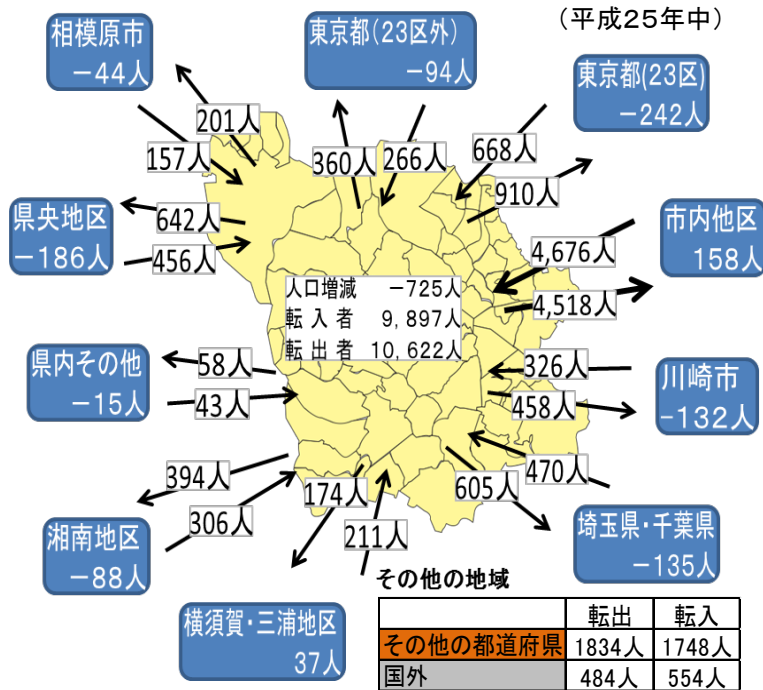 (平成25年中)
相模原市
-44人
東京都(23区外)
-94人
東京都(23区)
-242人
201人
157人
360人
266人
668人
910人
県央地区
-186人
642人
456人
市内他区
158人
4,676人
4,518人
人口増減 -725人
転入者 9,897人
転出者 10,622人
県内その他
-15人
58人
43人
326人
458人
川崎市
-132人
394人
306人
174人
211人
605人
470人
湘南地区
-88人
埼玉県・千葉県
-135人
横須賀・三浦地区
37人
その他の地域
転出 転入
その他の都道府県 1834人 1748人
国外 484人 554人